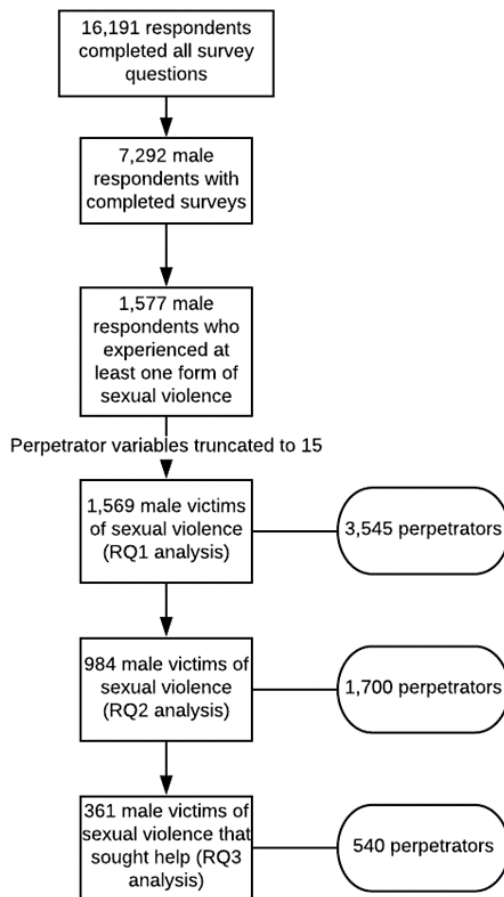 16,191 respondents
completed all survey
questions
7,292 male
respondents with
completed surveys
1,577 male
respondents who
experienced at
least one form of
sexual violence
Perpetrator variables truncated to 15
1,569 male victims
of sexual violence
(RQ1 analysis)
3,545 perpetrators
984 male victims of
sexual violence
(RQ2 analysis)
1,700 perpetrators
361 male victims of
sexual violence that
sought help (RQ3
analysis)
540 perpetrators